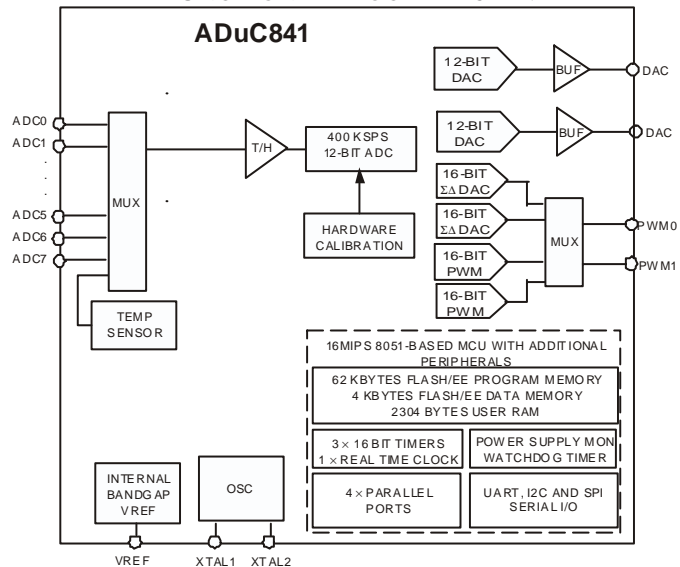 ADuC841
12-BIT
DAC
BUF
DAC
12-BIT
DAC
BUF
DAC
ADC0
ADC1
ADC5
ADC6
ADC7
MUX
T/H
400 KSPS
12-BIT ADC
HARDWARE
CALIBRATION
TEMP
SENSOR
16-BIT
ΣΔ DAC
16-BIT
ΣΔ DAC
16-BIT
PWM
16-BIT
PWM
MUX
PWM0
PWM1
16MIPS 8051-BASED MCU WITH ADDITIONAL
PERIPHERALS
62 KBYTES FLASH/EE PROGRAM MEMORY
4 KBYTES FLASH/EE DATA MEMORY
2304 BYTES USER RAM
3 × 16 BIT TIMERS
1 × REAL TIME CLOCK
POWER SUPPLY MON
WATCHDOG TIMER
4 × PARALLEL
PORTS
UART, I2C AND SPI
SERIAL I/O
INTERNAL
BANDGAP
VREF
OSC
VREF
XTAL1
XTAL2